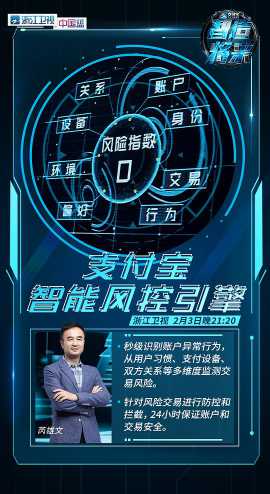 浙江卫视 中国蓝
智造将来
关系
账户
设备
身份
风险指数
0
环境
交易
偏好
行为
支付宝
智能风控引擎
浙江卫视 2月3日晚21:20
• 秒级识别账户异常行为，
从用户习惯、支付设备、
双方关系等多维度监测交
易风险。
• 针对风险交易进行防控和
拦截，24小时保证账户和
交易安全。
芮雄文